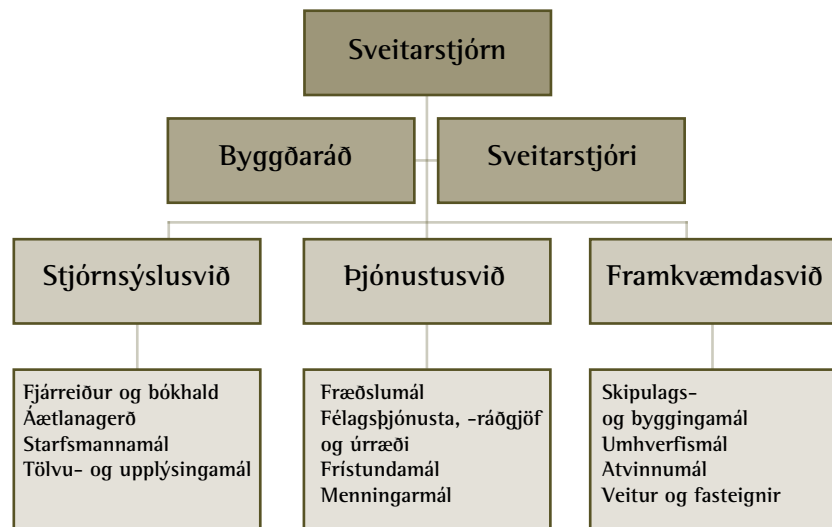 Sveitarstjórn
Byggðaráð
Sveitarstjóri
Stjórnsýslusvið
Þjónustusvið
Framkvæmdasvið
Fjárreiður og bókhald
Áætlanagerð
Starfsmannamál
Tölvu- og upplýsingamál
Fræðslumál
Félagsþjónusta, -ráðgjöf
og úrræði
Frístundamál
Menningarmál
Skipulags-
og byggingamál
Umhverfismál
Atvinnumál
Veitur og fasteignir